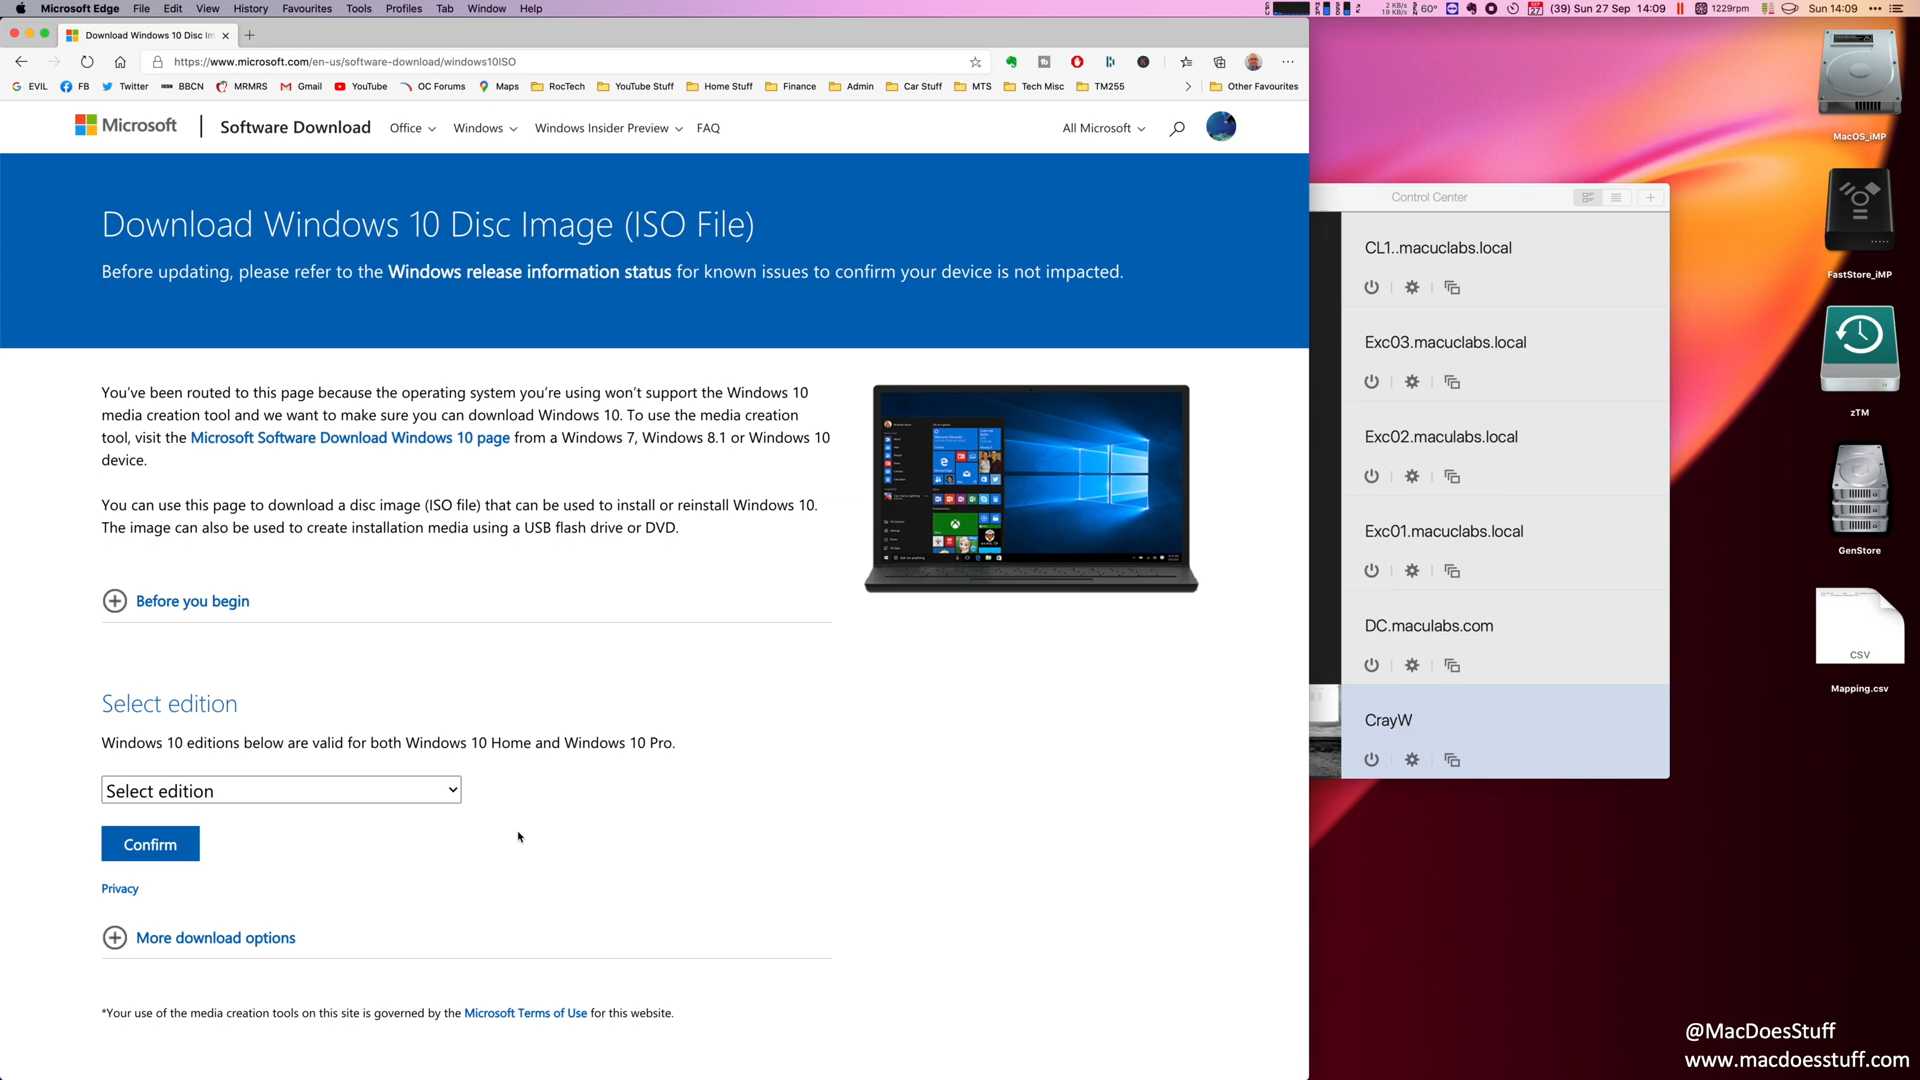 Microsoft Edge File Edit View History Favourites Tools Profiles Tab Window Help
2 KB/s
19 KB/s 60° (39) Sun 27 Sep 14:09 1229rpm Sun 14:09
Download Windows 10 Disc Im
https://www.microsoft.com/en-us/software-download/windows10ISO
EVIL FB Twitter BBCN MRMRS Gmail YouTube OC Forums Maps RocTech YouTube Stuff Home Stuff Finance Admin Car Stuff MTS Tech Misc TM255 Other Favourites
Microsoft Software Download Office Windows Windows Insider Preview FAQ All Microsoft
Download Windows 10 Disc Image (ISO File)
Before updating, please refer to the Windows release information status for known issues to confirm your device is not impacted.
You've been routed to this page because the operating system you're using won't support the Windows 10
media creation tool and we want to make sure you can download Windows 10. To use the media creation
tool, visit the Microsoft Software Download Windows 10 page from a Windows 7, Windows 8.1 or Windows 10
device.
You can use this page to download a disc image (ISO file) that can be used to install or reinstall Windows 10.
The image can also be used to create installation media using a USB flash drive or DVD.
Before you begin
Select edition
Windows 10 editions below are valid for both Windows 10 Home and Windows 10 Pro.
Select edition
Confirm
Privacy
More download options
*Your use of the media creation tools on this site is governed by the Microsoft Terms of Use for this website.
Control Center
CL1..macuclabs.local
Exc03.macuclabs.local
Exc02.maculabs.local
Exc01.macuclabs.local
DC.maculabs.com
CrayW
MacOS_iMP
FastStore_iMP
zTM
GenStore
CSV
Mapping.csv
@MacDoesStuff
www.macdoesstuff.com